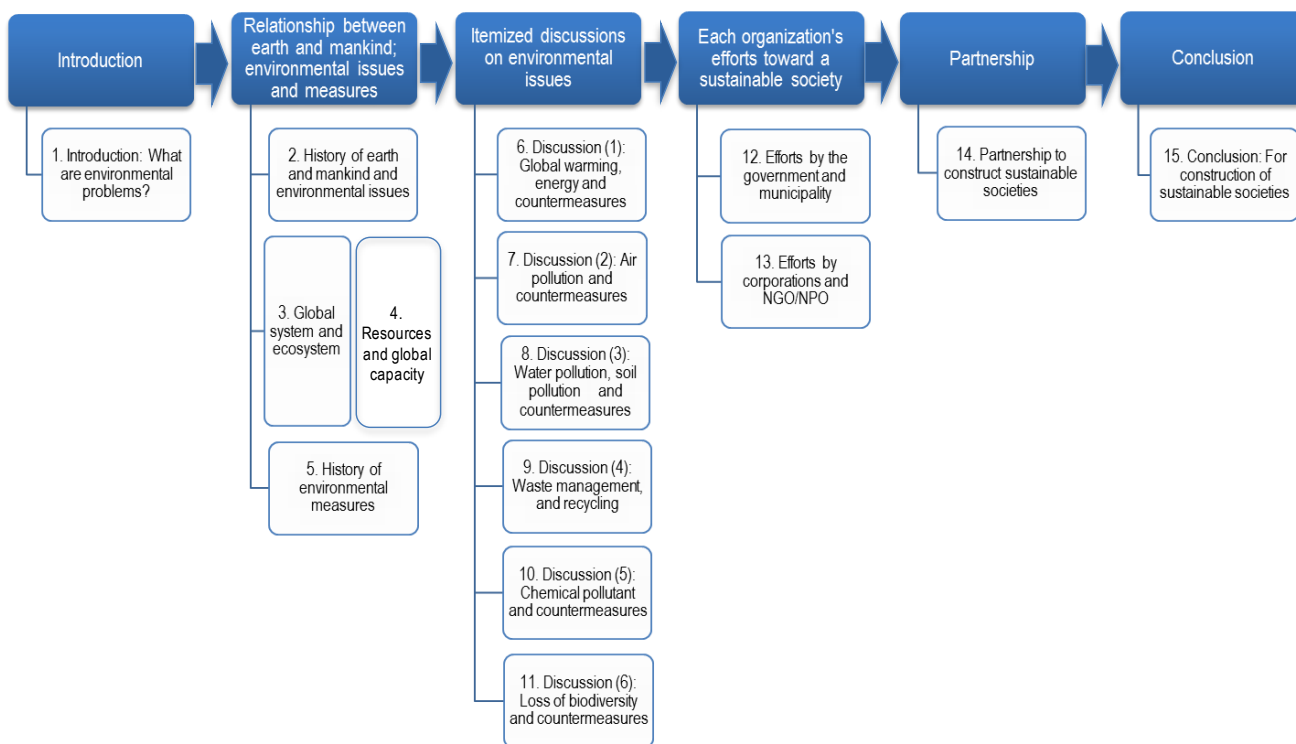 Introduction
Relationship between
earth and mankind;
environmental issues
and measures
Itemized discussions
on environmental
issues
Each organization's
efforts toward a
sustainable society
Partnership
Conclusion
1. Introduction: What
are environmental
problems?
2. History of earth
and mankind and
environmental issues
3. Global
system and
ecosystem
4.
Resources
and global
capacity
5. History of
environmental
measures
6. Discussion (1):
Global warming,
energy and
countermeasures
7. Discussion (2): Air
pollution and
countermeasures
8. Discussion (3):
Water pollution, soil
pollution and
countermeasures
9. Discussion (4):
Waste management,
and recycling
10. Discussion (5):
Chemical pollutant
and countermeasures
11. Discussion (6):
Loss of biodiversity
and countermeasures
12. Efforts by the
government and
municipality
13. Efforts by
corporations and
NGO/NPO
14. Partnership to
construct sustainable
societies
15. Conclusion: For
construction of
sustainable societies